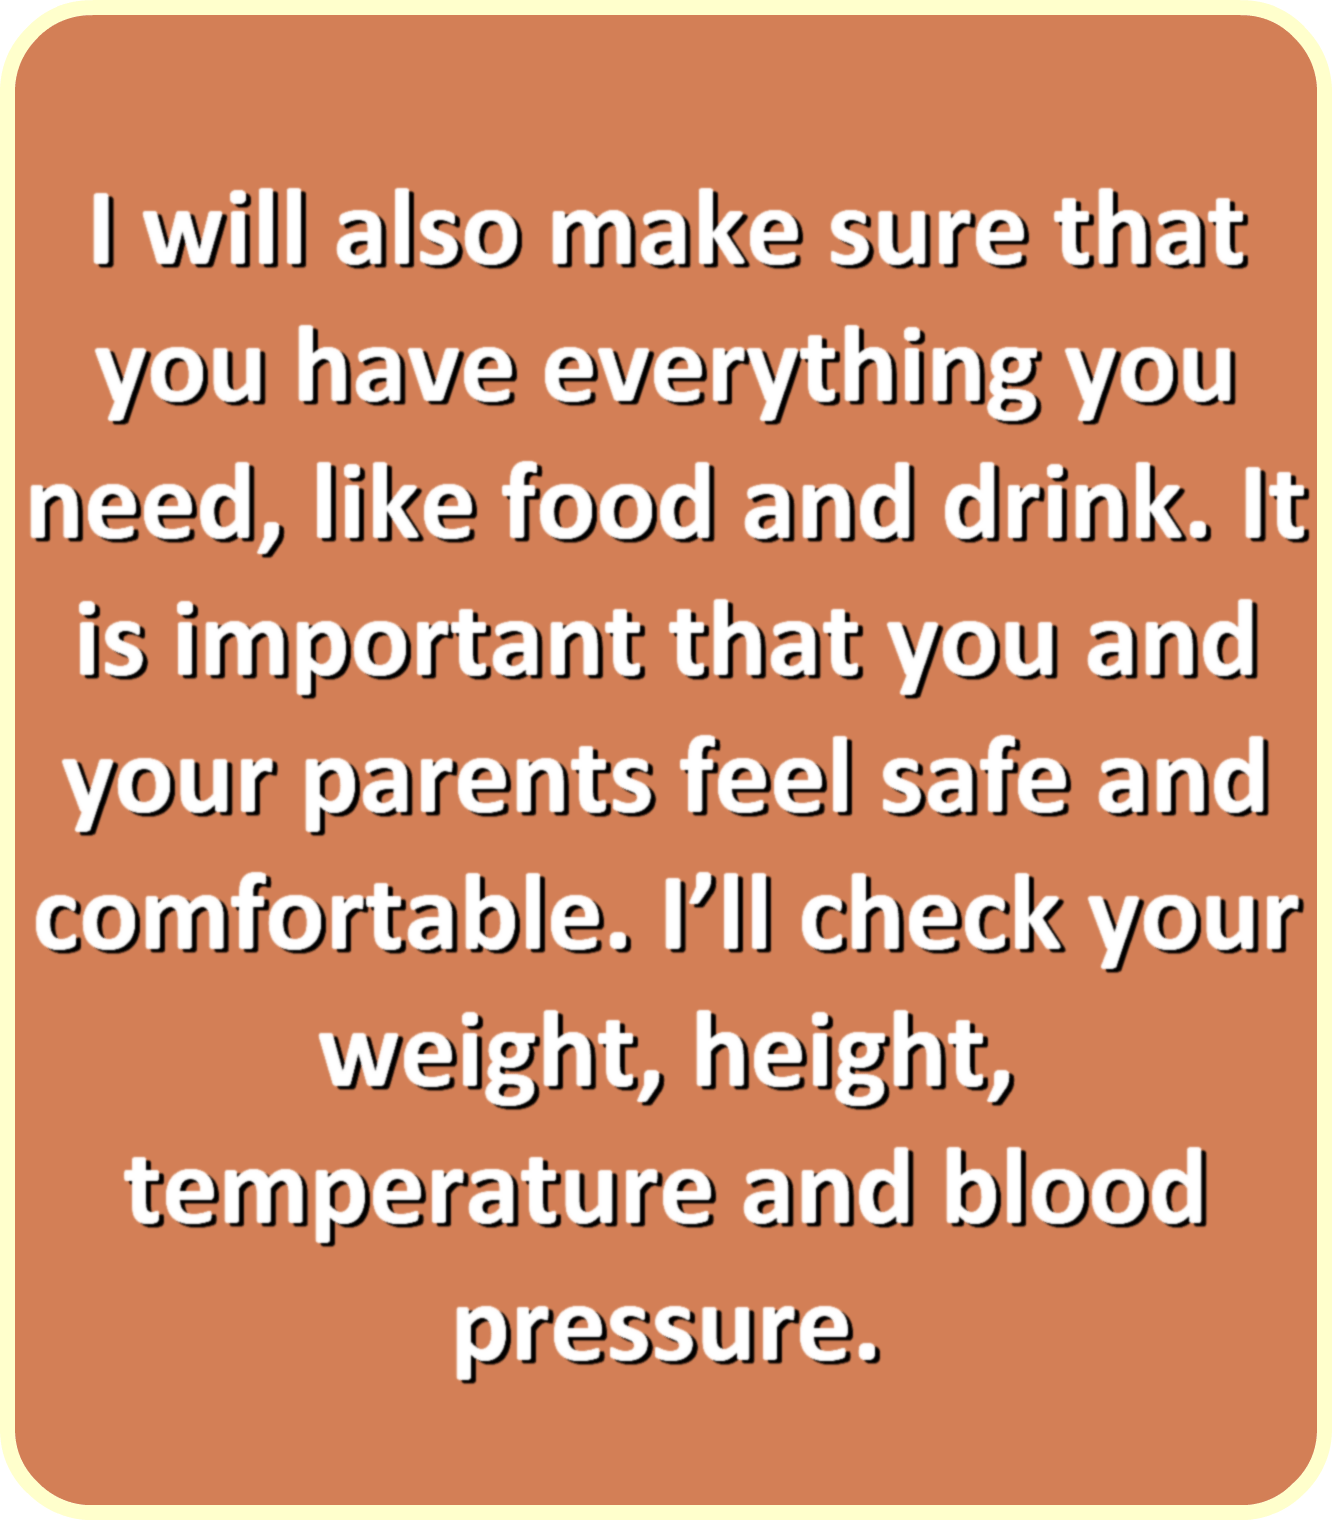 I will also make sure that
you have everything you
need, like food and drink. It
is important that you and
your parents feel safe and
comfortable. I’ll check your
weight, height,
temperature and blood
pressure.